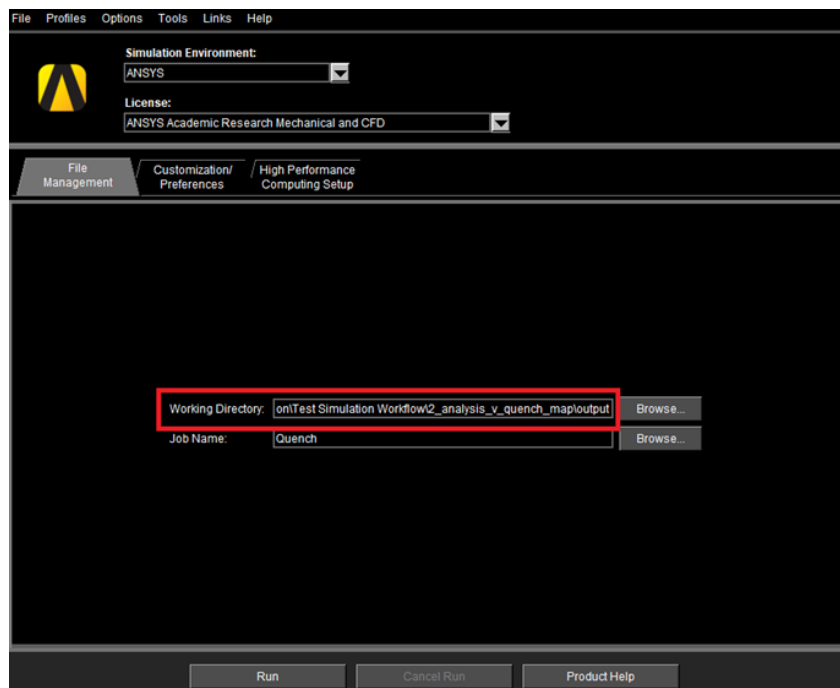 File Profiles Options Tools Links Help
Simulation Environment:
ANSYS
License:
ANSYS Academic Research Mechanical and CFD
File Management
Customization/ Preferences
High Performance Computing Setup
Working Directory: on\Test Simulation Workflow\2_analysis_v_quench_map\output Browse...
Job Name: Quench Browse...
Run Cancel Run Product Help